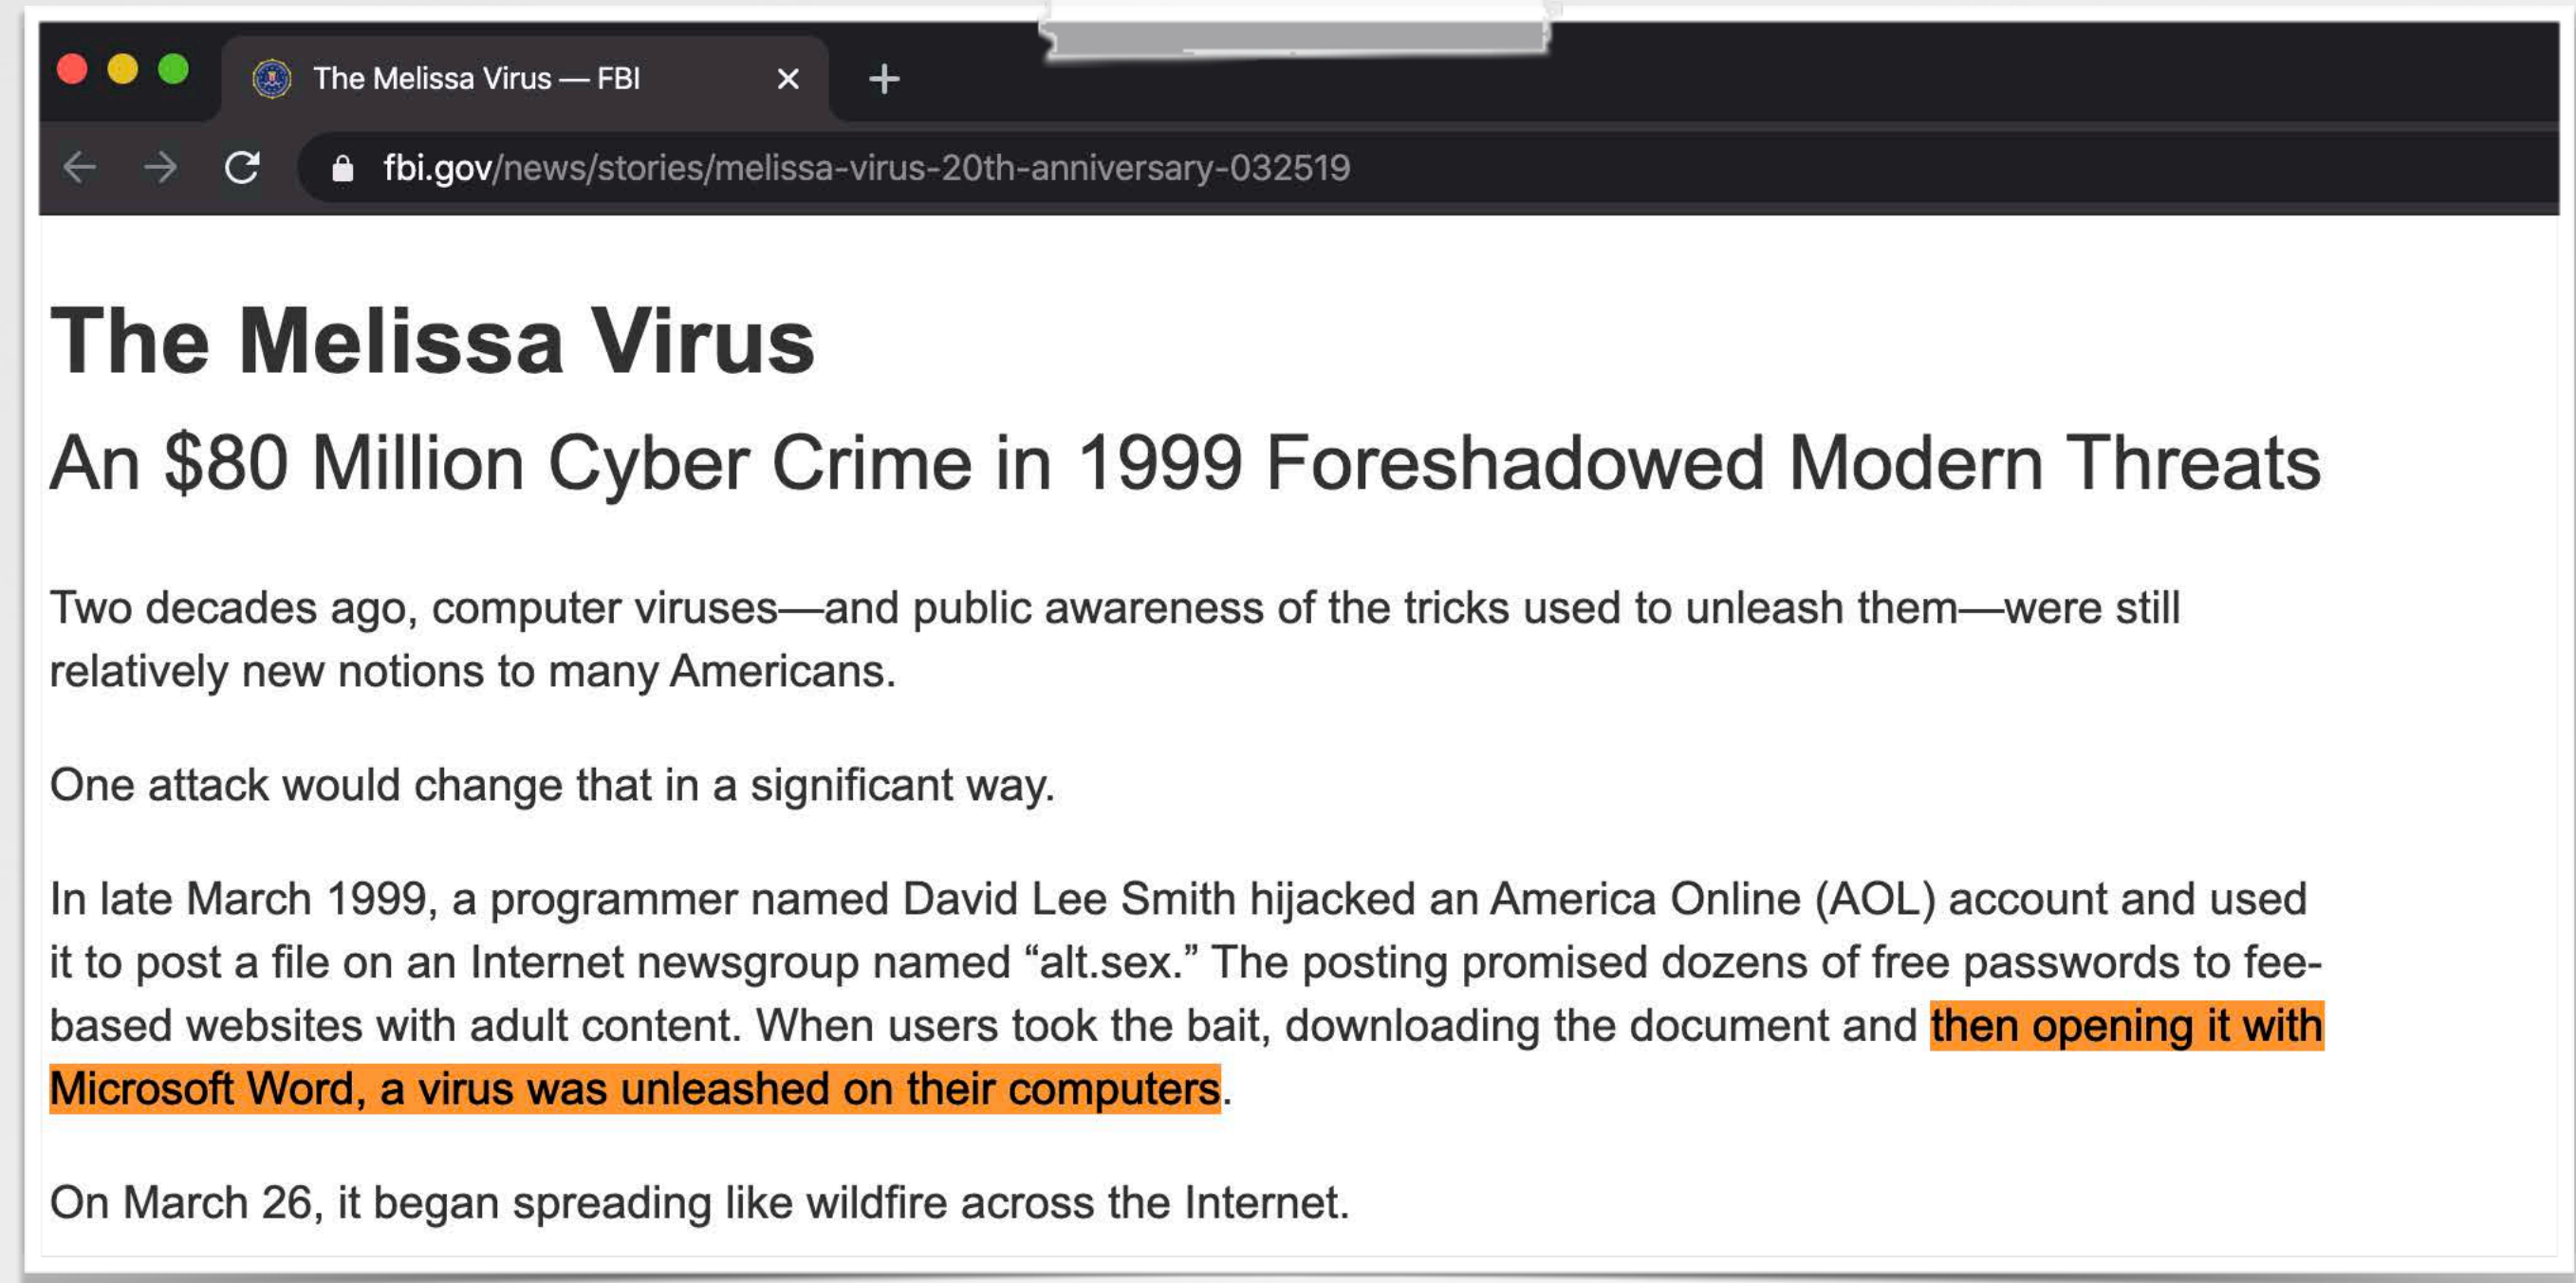 The Melissa Virus — FBI
fbi.gov/news/stories/melissa-virus-20th-anniversary-032519
The Melissa Virus
An $80 Million Cyber Crime in 1999 Foreshadowed Modern Threats
Two decades ago, computer viruses—and public awareness of the tricks used to unleash them—were still
relatively new notions to many Americans.
One attack would change that in a significant way.
In late March 1999, a programmer named David Lee Smith hijacked an America Online (AOL) account and used
it to post a file on an Internet newsgroup named “alt.sex.” The posting promised dozens of free passwords to fee-
based websites with adult content. When users took the bait, downloading the document and then opening it with
Microsoft Word, a virus was unleashed on their computers.
On March 26, it began spreading like wildfire across the Internet.